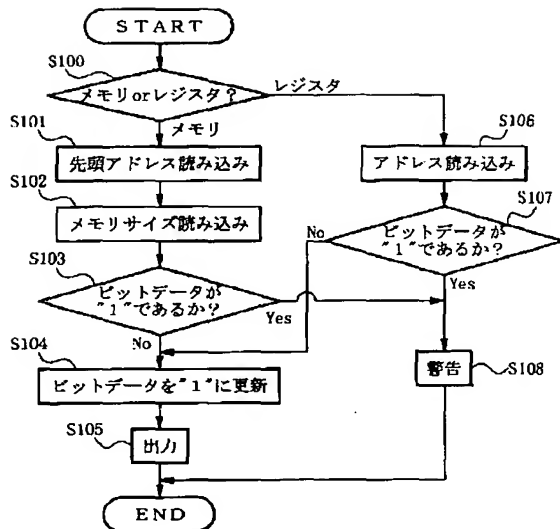 START
S100
メモリorレジスタ?
レジスタ
メモリ
S101
先頭アドレス読み込み
S106
アドレス読み込み
S102
メモリサイズ読み込み
S107
ビットデータが
"1"であるか?
No
Yes
S103
ビットデータが
"1"であるか?
Yes
No
S104
ビットデータを"1"に更新
警告
S108
S105
出力
END